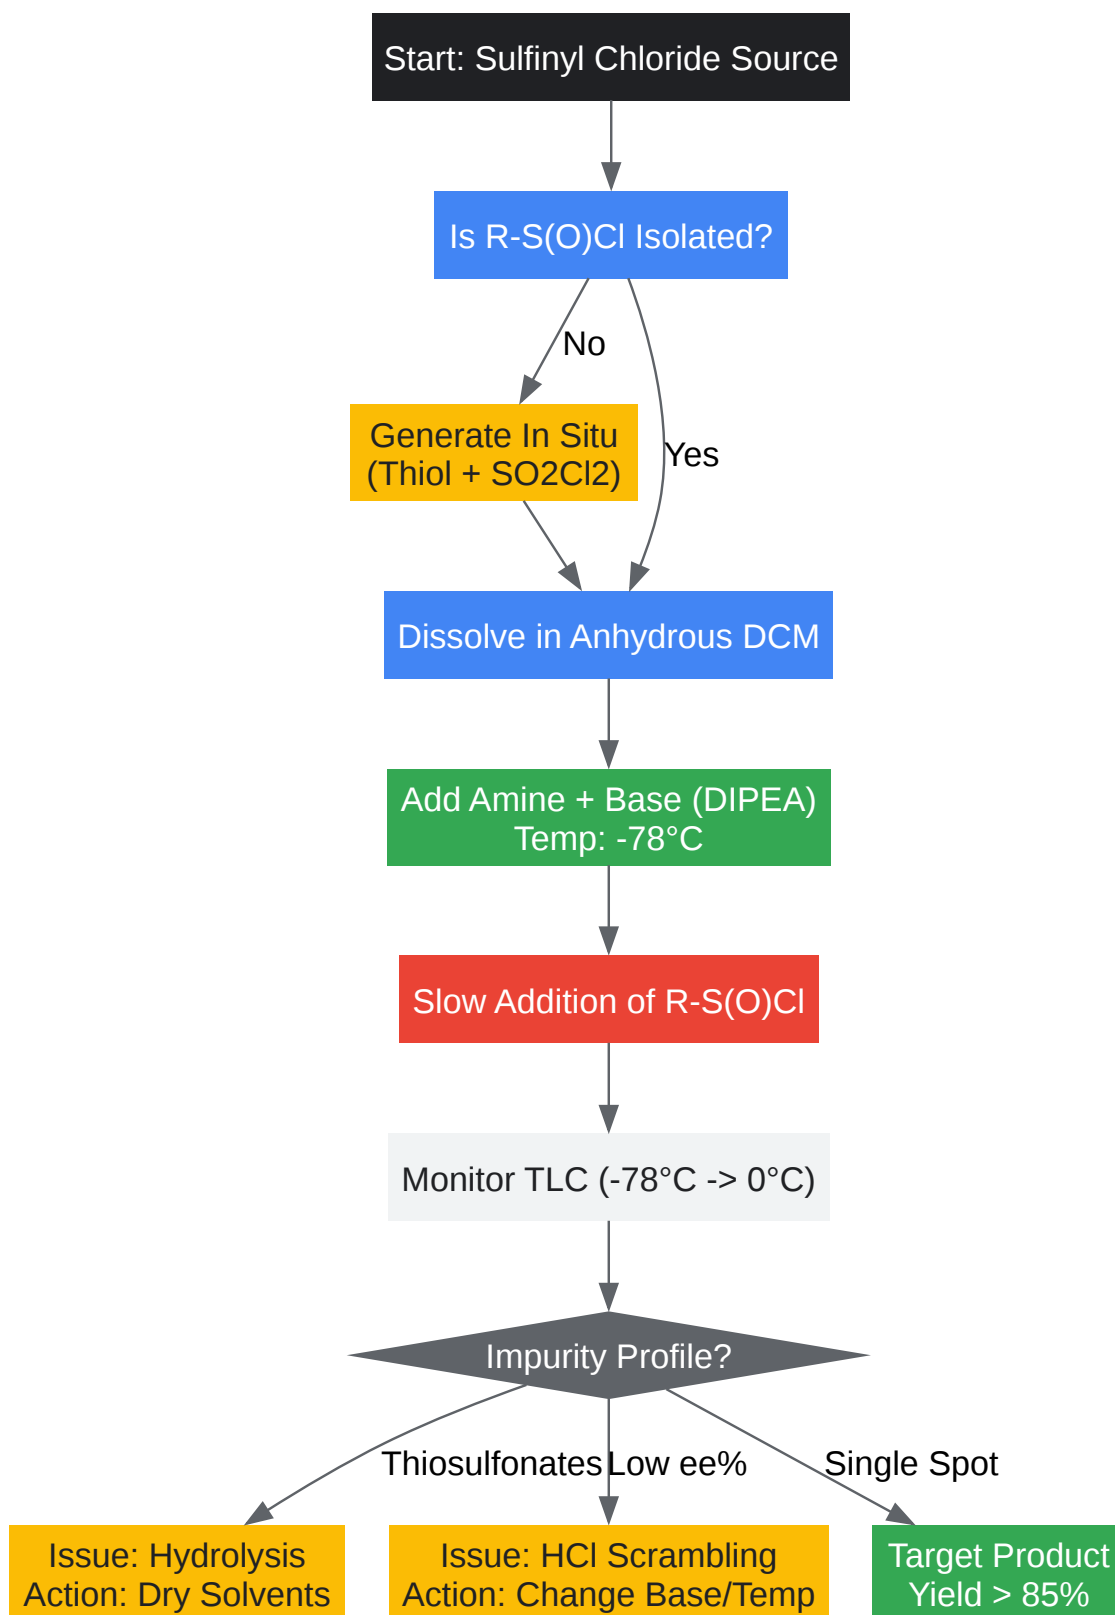 Start: Sulfinyl Chloride Source
Is R-S(O)Cl Isolated?
No
Generate In Situ
(Thiol + SO2Cl2)
Yes
Dissolve in Anhydrous DCM
Add Amine + Base (DIPEA)
Temp: -78°C
Slow Addition of R-S(O)Cl
Monitor TLC (-78°C -> 0°C)
Impurity Profile?
Thiosulfonates
Low ee%
Single Spot
Issue: Hydrolysis
Action: Dry Solvents
Issue: HCl Scrambling
Action: Change Base/Temp
Target Product
Yield > 85%